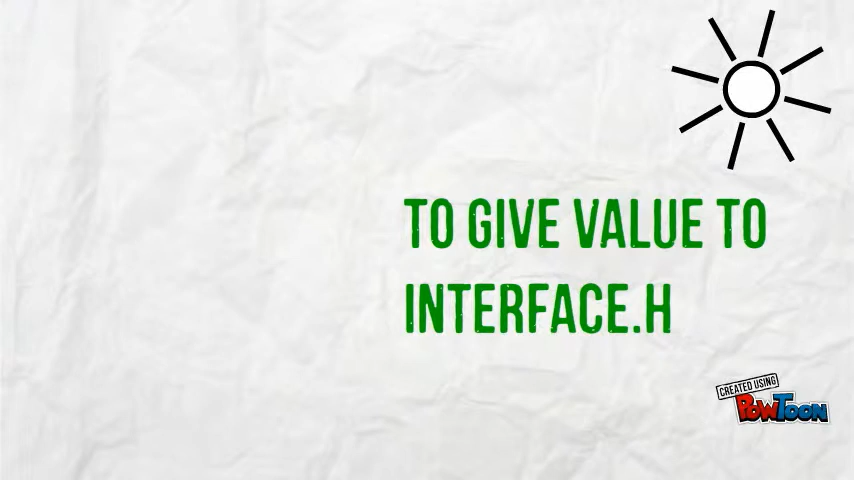 TO GIVE VALUE TO
INTERFACE.H
CREATED USING
POWTOON